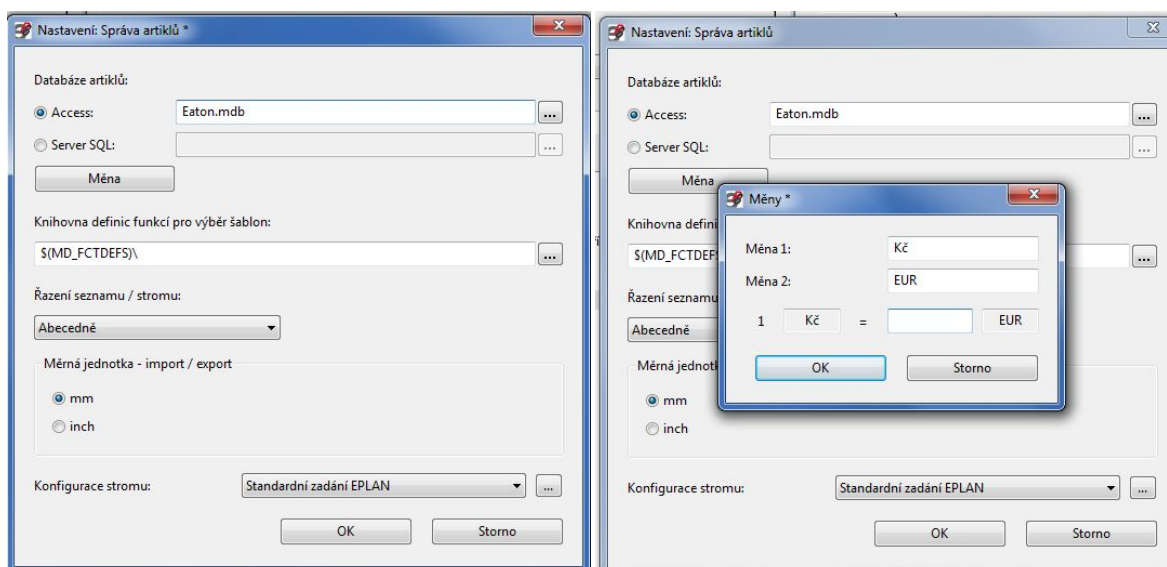 Nastavení: Správa artiklů *
Databáze artiklů:
Access:
Eaton.mdb
...
Server SQL:
...
Měna
Knihovna definic funkcí pro výběr šablon:
$(MD_FCTDEFS)\
...
Řazení seznamu / stromu:
Abecedně
Měrná jednotka - import / export
mm
inch
Konfigurace stromu:
Standardní zadání EPLAN
...
OK
Storno
Nastavení: Správa artiklů
Databáze artiklů:
Access:
Eaton.mdb
...
Server SQL:
...
Měna
Knihovna defini
$(MD_FCTDEF
...
Řazení seznamu
Abecedně
Měrná jednot
mm
inch
Konfigurace stromu:
Standardní zadání EPLAN
...
OK
Storno
Měny *
Měna 1:
Kč
Měna 2:
EUR
1 Kč = EUR
OK
Storno